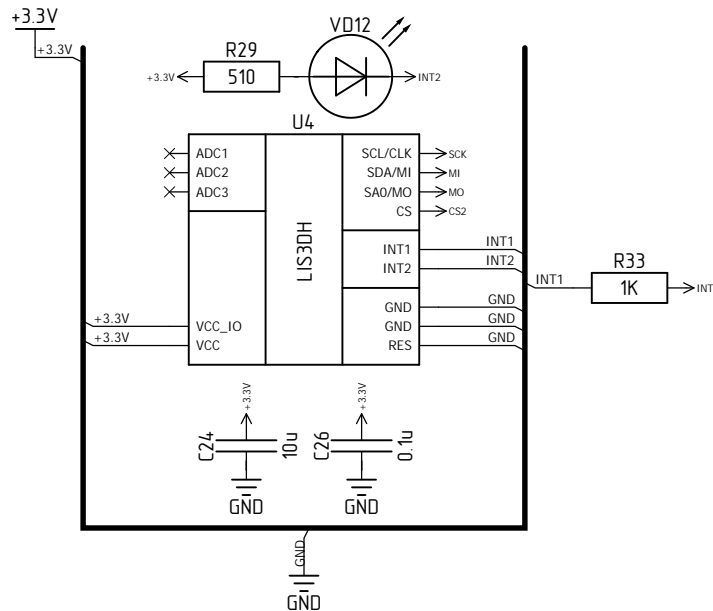 +3.3V
+3.3V
R29
VD12
+3.3V
510
INT2
U4
ADC1
ADC2
ADC3
LIS3DH
SCL/CLK
SCK
SDA/MI
MI
SA0/MO
MO
CS
CS2
INT1
INT1
INT2
INT2
INT1
R33
1K
INT
GND
GND
GND
GND
RES
GND
+3.3V
VCC_IO
+3.3V
VCC
+3.3V
C24
10u
GND
+3.3V
C26
0.1u
GND
GND
GND